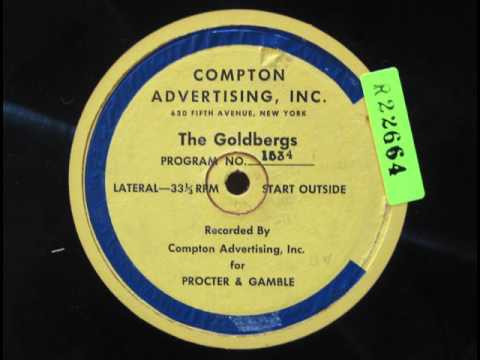 COMPTON
ADVERTISING, INC.
630 FIFTH AVENUE, NEW YORK
The Goldbergs
PROGRAM NO. 1834
LATERAL—33⅓ RPM START OUTSIDE
Recorded By
Compton Advertising, Inc.
for
PROCTER & GAMBLE
R22664